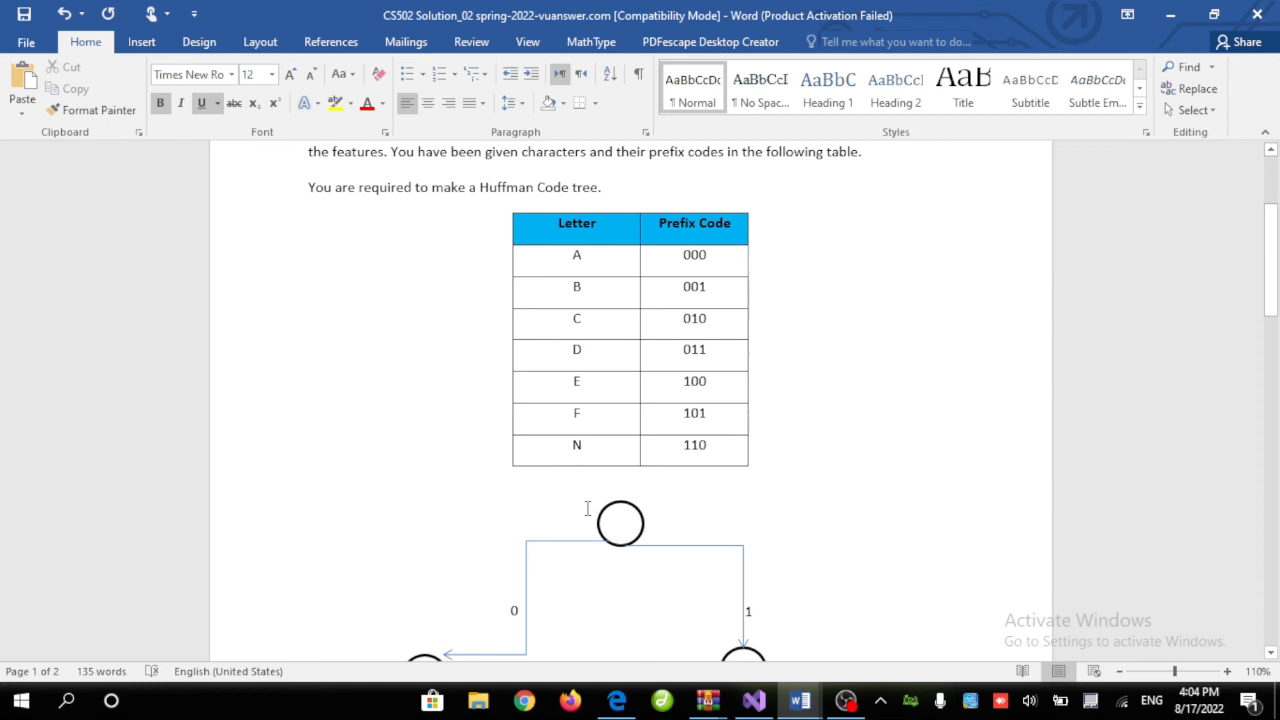 CS502 Solution_02 spring-2022-vuanswer.com [Compatibility Mode] - Word (Product Activation Failed)
File Home Insert Design Layout References Mailings Review View MathType PDFescape Desktop Creator Tell me what you want to do... Share
Paste
Cut
Copy
Format Painter
Times New Ro 12 Aa
B I U abc x₂ x² A A
AaBbCcDc AaBbCcI AaBbC AaBbCcI AaB AaBbCcD AaBbCcDc
¶ Normal ¶ No Spac... Heading 1 Heading 2 Title Subtitle Subtle Em...
Find
Replace
Select
Clipboard Font Paragraph Styles Editing
the features. You have been given characters and their prefix codes in the following table.
You are required to make a Huffman Code tree.
Letter Prefix Code
A 000
B 001
C 010
D 011
E 100
F 101
N 110
0 1
Activate Windows
Go to Settings to activate Windows.
Page 1 of 2 135 words English (United States) 110%
ENG 4:04 PM
8/17/2022
1